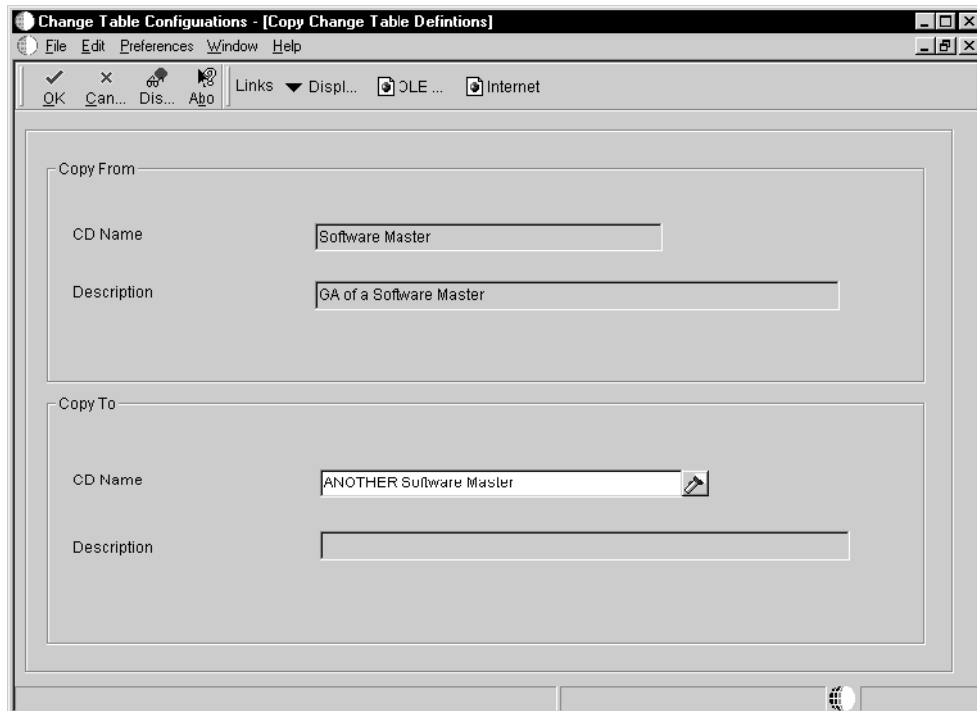 Change Table Configurations - [Copy Change Table Defintions]
File Edit Preferences Window Help
OK Can... Dis... Abo Links Displ... OLE ... Internet
Copy From
CD Name Software Master
Description GA of a Software Master
Copy To
CD Name ANOTHER Software Master
Description